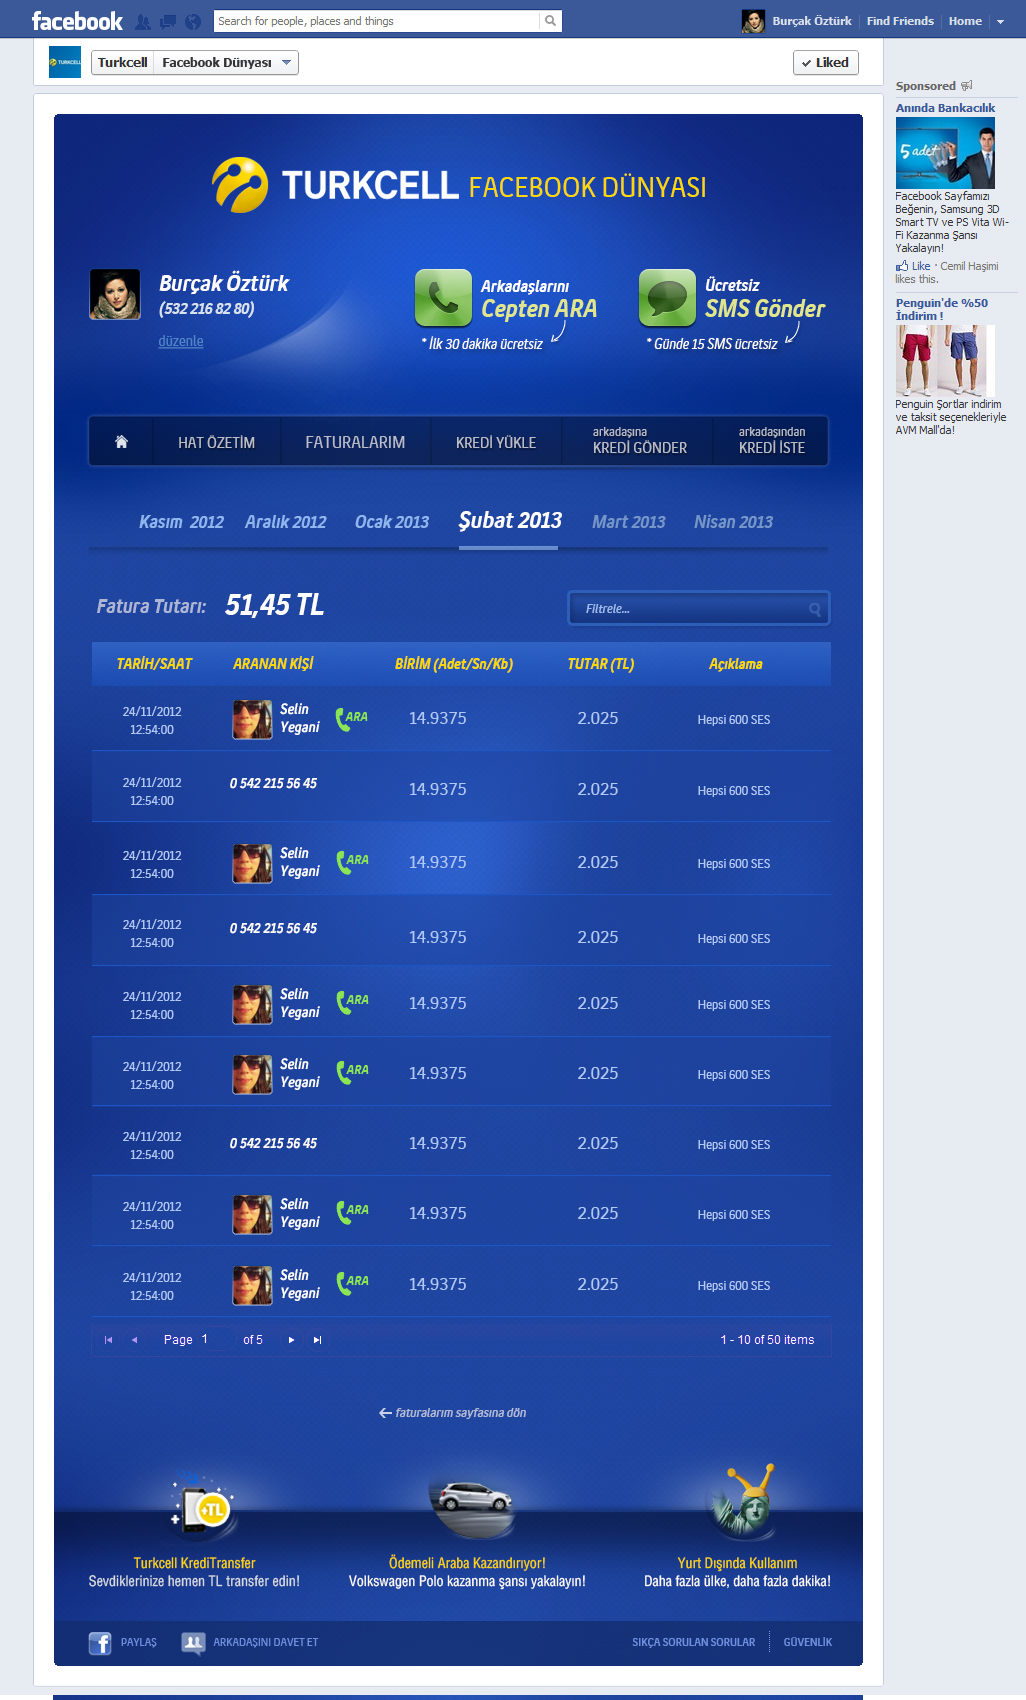 facebook
Search for people, places and things
Burçak Öztürk
Find Friends
Home
TURKCELL
Turkcell
Facebook Dünyası
Liked
Sponsored
Anında Bankacılık
5 adet
Facebook Sayfamızı
Beğenin, Samsung 3D
Smart TV ve PS Vita Wi-
Fi Kazanma Şansı
Yakalayın!
Like · Cemil Haşimi
likes this.
Penguin'de %50
İndirim !
Penguin Şortlar indirim
ve taksit seçenekleriyle
AVM Mall'da!
TURKCELL FACEBOOK DÜNYASI
Burçak Öztürk
(532 216 82 80)
düzenle
Arkadaşlarını
Cepten ARA
* İlk 30 dakika ücretsiz
Ücretsiz
SMS Gönder
* Günde 15 SMS ücretsiz
HAT ÖZETİM
FATURALARIM
KREDİ YÜKLE
arkadaşına
KREDİ GÖNDER
arkadaşından
KREDİ İSTE
Kasım 2012
Aralık 2012
Ocak 2013
Şubat 2013
Mart 2013
Nisan 2013
Fatura Tutarı: 51,45 TL
Filtrele...
TARİH/SAAT ARANAN KİŞİ BİRİM (Adet/Sn/Kb) TUTAR (TL) Açıklama
24/11/2012
12:54:00
Selin
Yegani
ARA
14.9375
2.025
Hepsi 600 SES
24/11/2012
12:54:00
0 542 215 56 45
14.9375
2.025
Hepsi 600 SES
24/11/2012
12:54:00
Selin
Yegani
ARA
14.9375
2.025
Hepsi 600 SES
24/11/2012
12:54:00
0 542 215 56 45
14.9375
2.025
Hepsi 600 SES
24/11/2012
12:54:00
Selin
Yegani
ARA
14.9375
2.025
Hepsi 600 SES
24/11/2012
12:54:00
Selin
Yegani
ARA
14.9375
2.025
Hepsi 600 SES
24/11/2012
12:54:00
0 542 215 56 45
14.9375
2.025
Hepsi 600 SES
24/11/2012
12:54:00
Selin
Yegani
ARA
14.9375
2.025
Hepsi 600 SES
24/11/2012
12:54:00
Selin
Yegani
ARA
14.9375
2.025
Hepsi 600 SES
Page 1 of 5
1 - 10 of 50 items
faturalarım sayfasına dön
+TL
Turkcell KrediTransfer
Sevdiklerinize hemen TL transfer edin!
Ödemeli Araba Kazandırıyor!
Volkswagen Polo kazanma şansı yakalayın!
Yurt Dışında Kullanım
Daha fazla ülke, daha fazla dakika!
PAYLAŞ
ARKADAŞINI DAVET ET
SIKÇA SORULAN SORULAR
GÜVENLİK